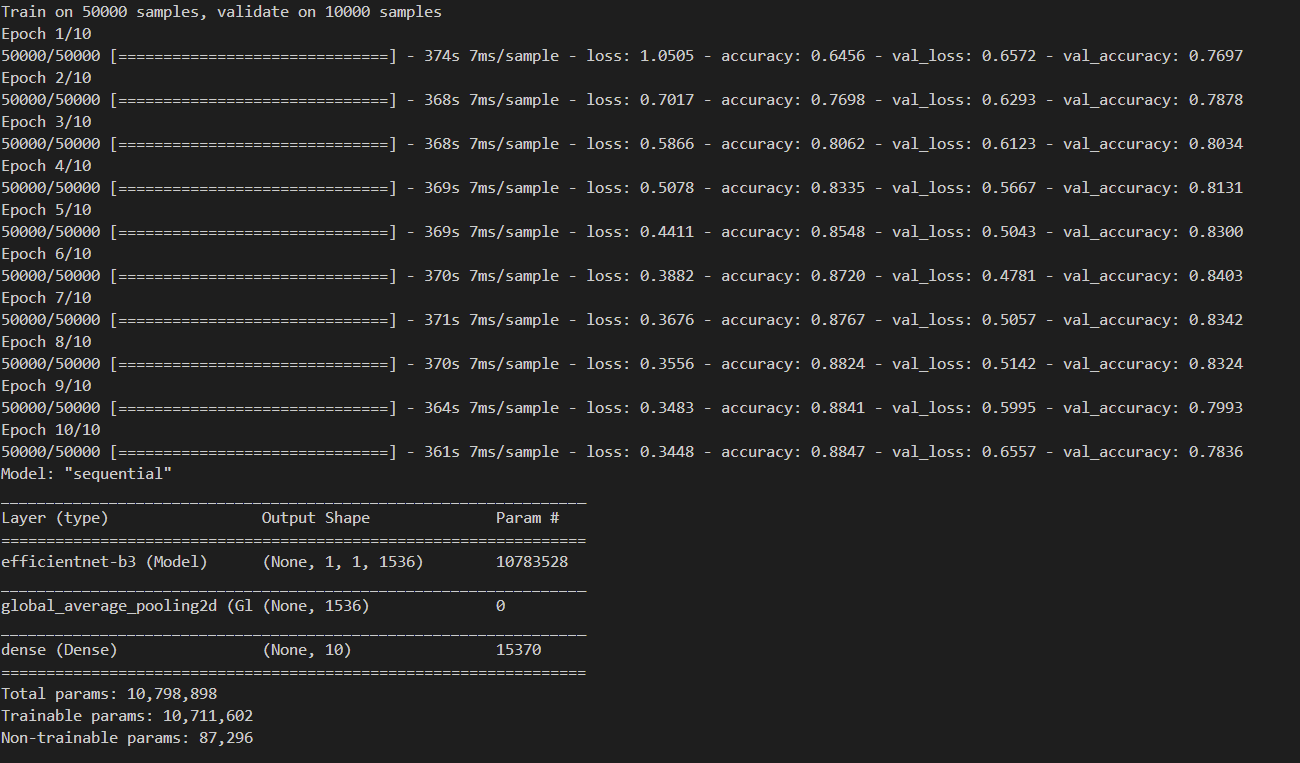 Train on 50000 samples, validate on 10000 samples
Epoch 1/10
50000/50000 [==============================] - 374s 7ms/sample - loss: 1.0505 - accuracy: 0.6456 - val_loss: 0.6572 - val_accuracy: 0.7697
Epoch 2/10
50000/50000 [==============================] - 368s 7ms/sample - loss: 0.7017 - accuracy: 0.7698 - val_loss: 0.6293 - val_accuracy: 0.7878
Epoch 3/10
50000/50000 [==============================] - 368s 7ms/sample - loss: 0.5866 - accuracy: 0.8062 - val_loss: 0.6123 - val_accuracy: 0.8034
Epoch 4/10
50000/50000 [==============================] - 369s 7ms/sample - loss: 0.5078 - accuracy: 0.8335 - val_loss: 0.5667 - val_accuracy: 0.8131
Epoch 5/10
50000/50000 [==============================] - 369s 7ms/sample - loss: 0.4411 - accuracy: 0.8548 - val_loss: 0.5043 - val_accuracy: 0.8300
Epoch 6/10
50000/50000 [==============================] - 370s 7ms/sample - loss: 0.3882 - accuracy: 0.8720 - val_loss: 0.4781 - val_accuracy: 0.8403
Epoch 7/10
50000/50000 [==============================] - 371s 7ms/sample - loss: 0.3676 - accuracy: 0.8767 - val_loss: 0.5057 - val_accuracy: 0.8342
Epoch 8/10
50000/50000 [==============================] - 370s 7ms/sample - loss: 0.3556 - accuracy: 0.8824 - val_loss: 0.5142 - val_accuracy: 0.8324
Epoch 9/10
50000/50000 [==============================] - 364s 7ms/sample - loss: 0.3483 - accuracy: 0.8841 - val_loss: 0.5995 - val_accuracy: 0.7993
Epoch 10/10
50000/50000 [==============================] - 361s 7ms/sample - loss: 0.3448 - accuracy: 0.8847 - val_loss: 0.6557 - val_accuracy: 0.7836
Model: "sequential"
_________________________________________________________________
Layer (type)                 Output Shape              Param #
=================================================================
efficientnet-b3 (Model)      (None, 1, 1, 1536)        10783528
_________________________________________________________________
global_average_pooling2d (Gl (None, 1536)              0
_________________________________________________________________
dense (Dense)                (None, 10)                15370
=================================================================
Total params: 10,798,898
Trainable params: 10,711,602
Non-trainable params: 87,296